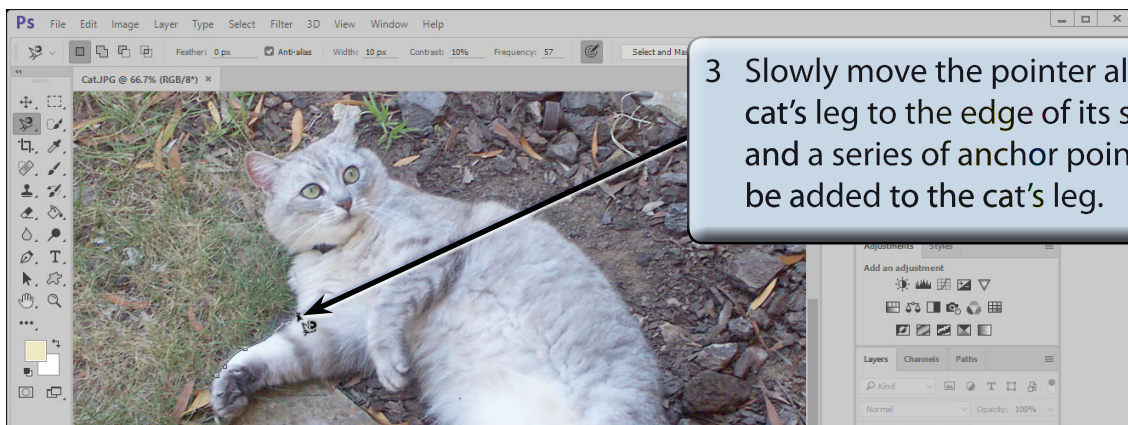 Ps File Edit Image Layer Type Select Filter 3D View Window Help
Feather: 0 px Anti-alias Width: 10 px Contrast: 10% Frequency: 57 Select and
Cat.JPG @ 66.7% (RGB/8*) ×
3 Slowly move the pointer
cat's leg to the edge of its
and a series of anchor
be added to the cat's leg.
Adjustments Styles
Add an adjustment
Layers Channels Paths
Kind
Normal Opacity: 100%